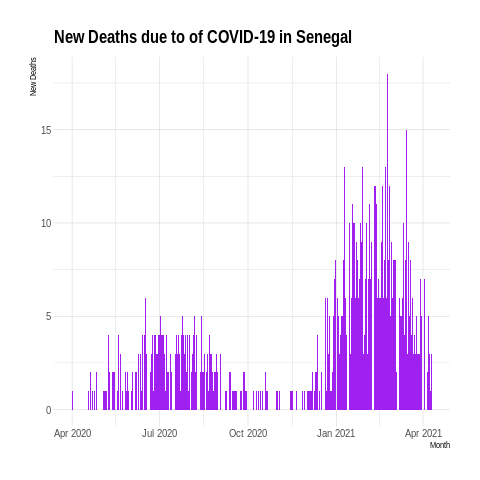 New Deaths due to of COVID-19 in Senegal
New Deaths
15
10
5
0
Apr 2020 Jul 2020 Oct 2020 Jan 2021 Apr 2021
Month